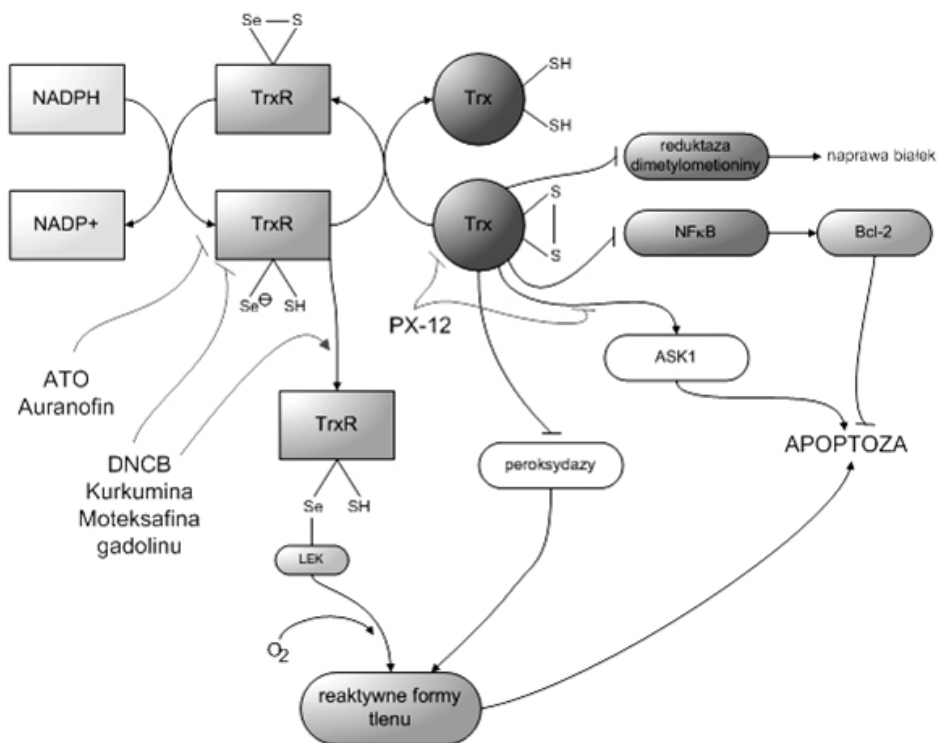 Se
S
NADPH
TrxR
Trx
SH
SH
reduktaza
dimetylometioniny
naprawa białek
NADP+
TrxR
Trx
S
S
NFκB
Bcl-2
Se⊖
SH
PX-12
ASK1
ATO
Auranofin
TrxR
APOPTOZA
DNCB
Kurkumina
Moteksafina
gadolinu
peroksydazy
Se
SH
LEK
O2
reaktywne formy
tlenu